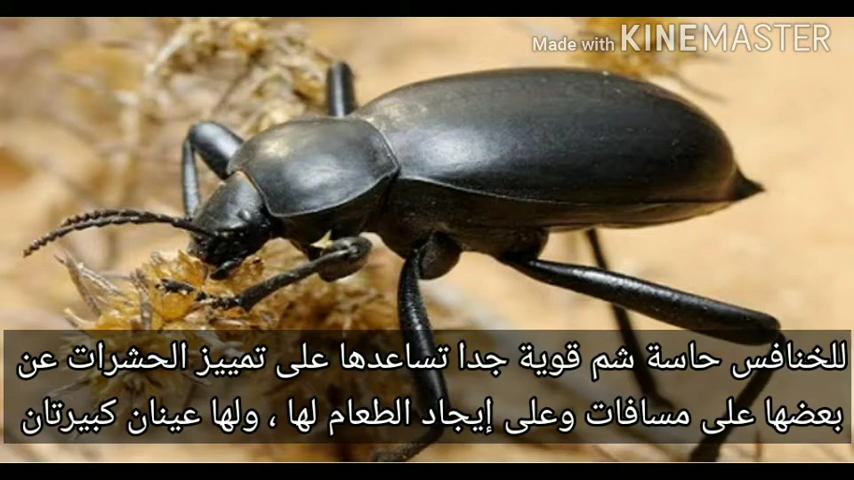 Made with KINEMASTER
للخنافس حاسة شم قوية جدا تساعدها على تمييز الحشرات عن
بعضها على مسافات وعلى إيجاد الطعام لها ، ولها عينان كبيرتان